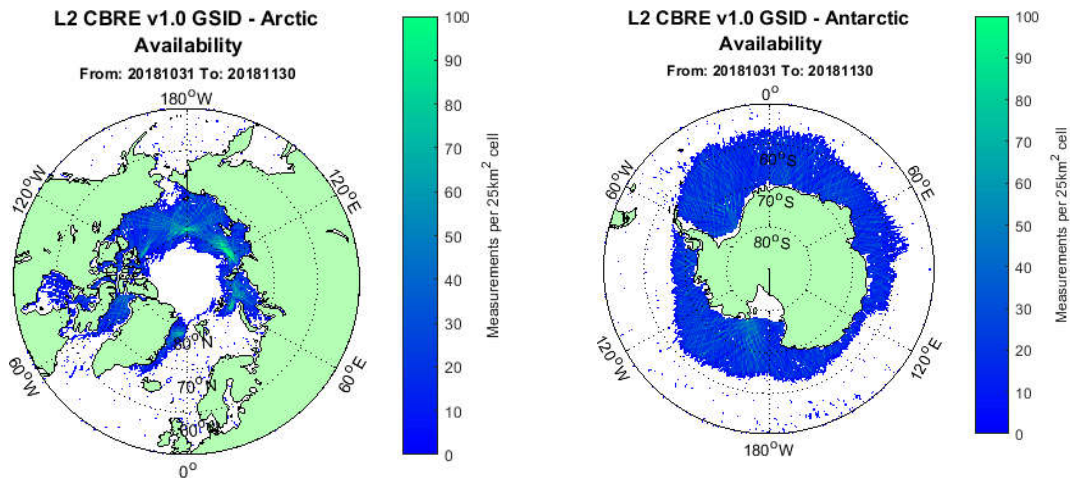 L2 CBRE v1.0 GSID - Arctic
Availability
From: 20181031 To: 20181130
180°W
120°W
120°E
60°W
60°E
0°
80°N
70°N
60°N
100
90
80
70
60
50
40
30
20
10
0
Measurements per 25km² cell
L2 CBRE v1.0 GSID - Antarctic
Availability
From: 20181031 To: 20181130
0°
60°W
60°E
60°S
70°S
80°S
120°W
120°E
180°W
100
90
80
70
60
50
40
30
20
10
0
Measurements per 25km² cell